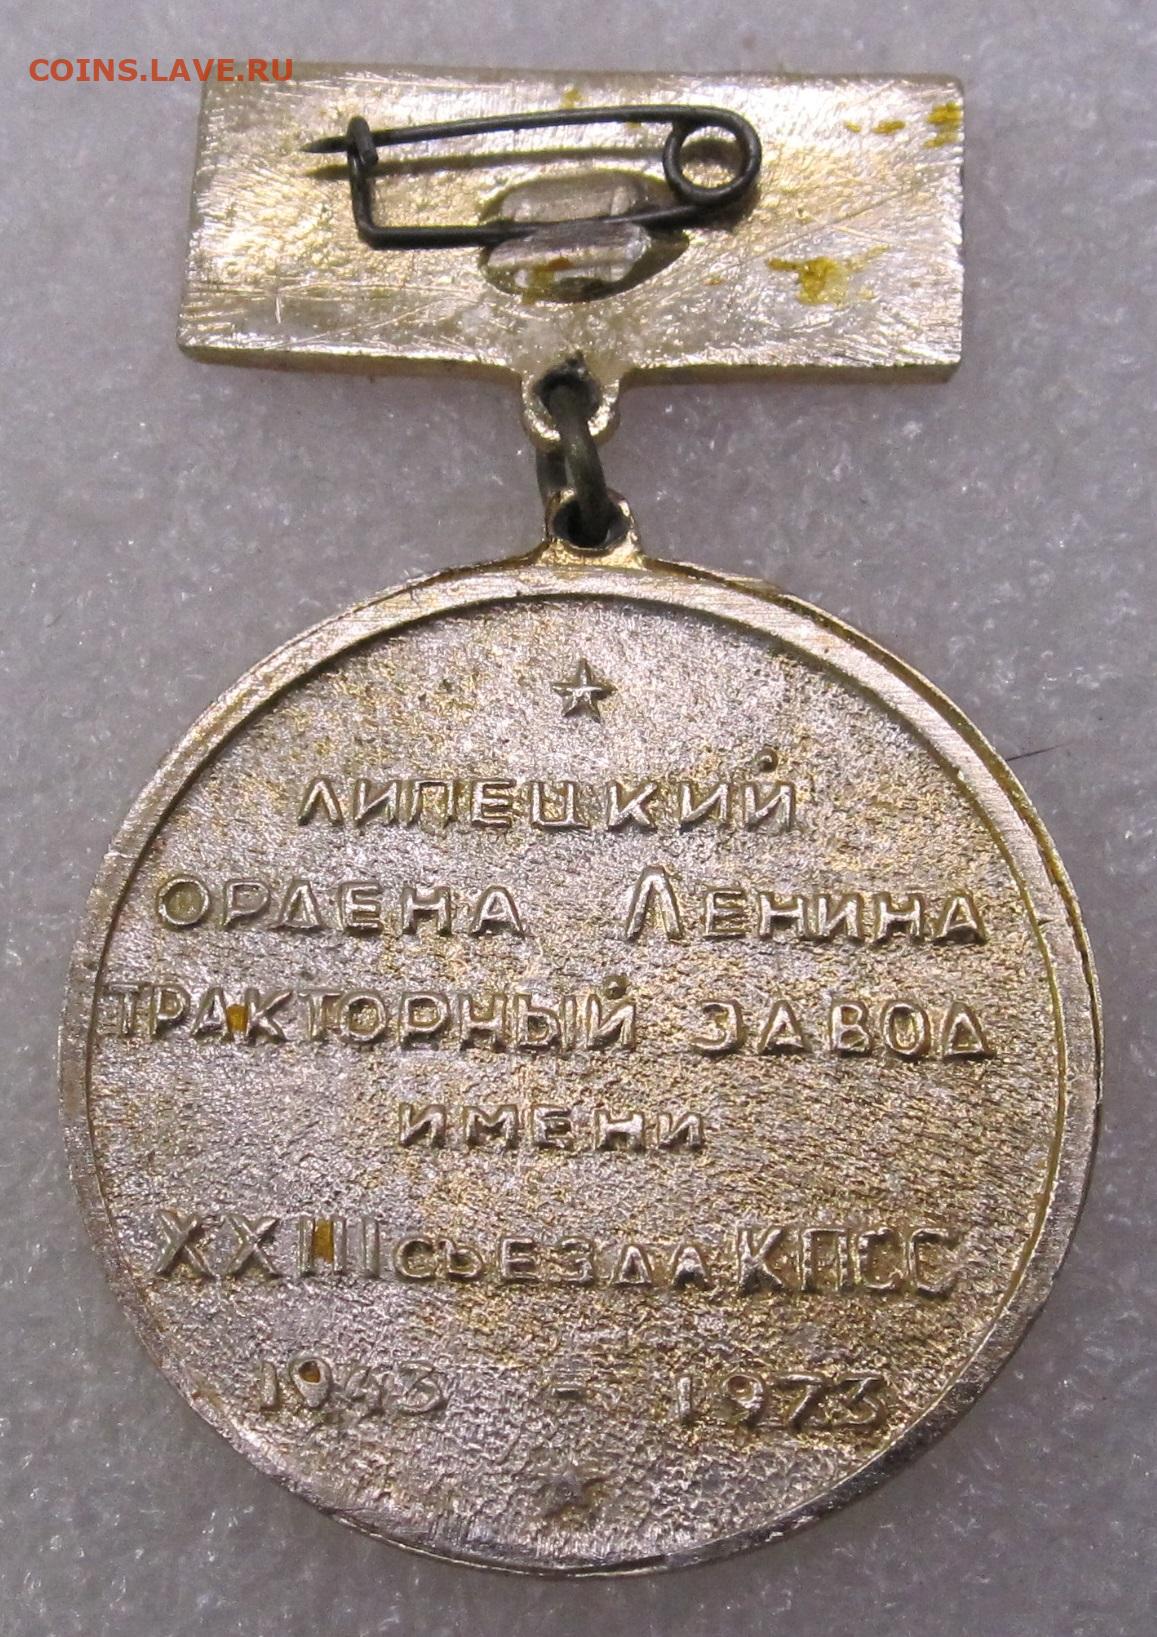 COINS.LAVE.RU
ЛИПЕЦКИЙ
ОРДЕНА ЛЕНИНА
ТРАКТОРНЫЙ ЗАВОД
ИМЕНИ
XXIII СЪЕЗДА КПСС
1943 - 1973